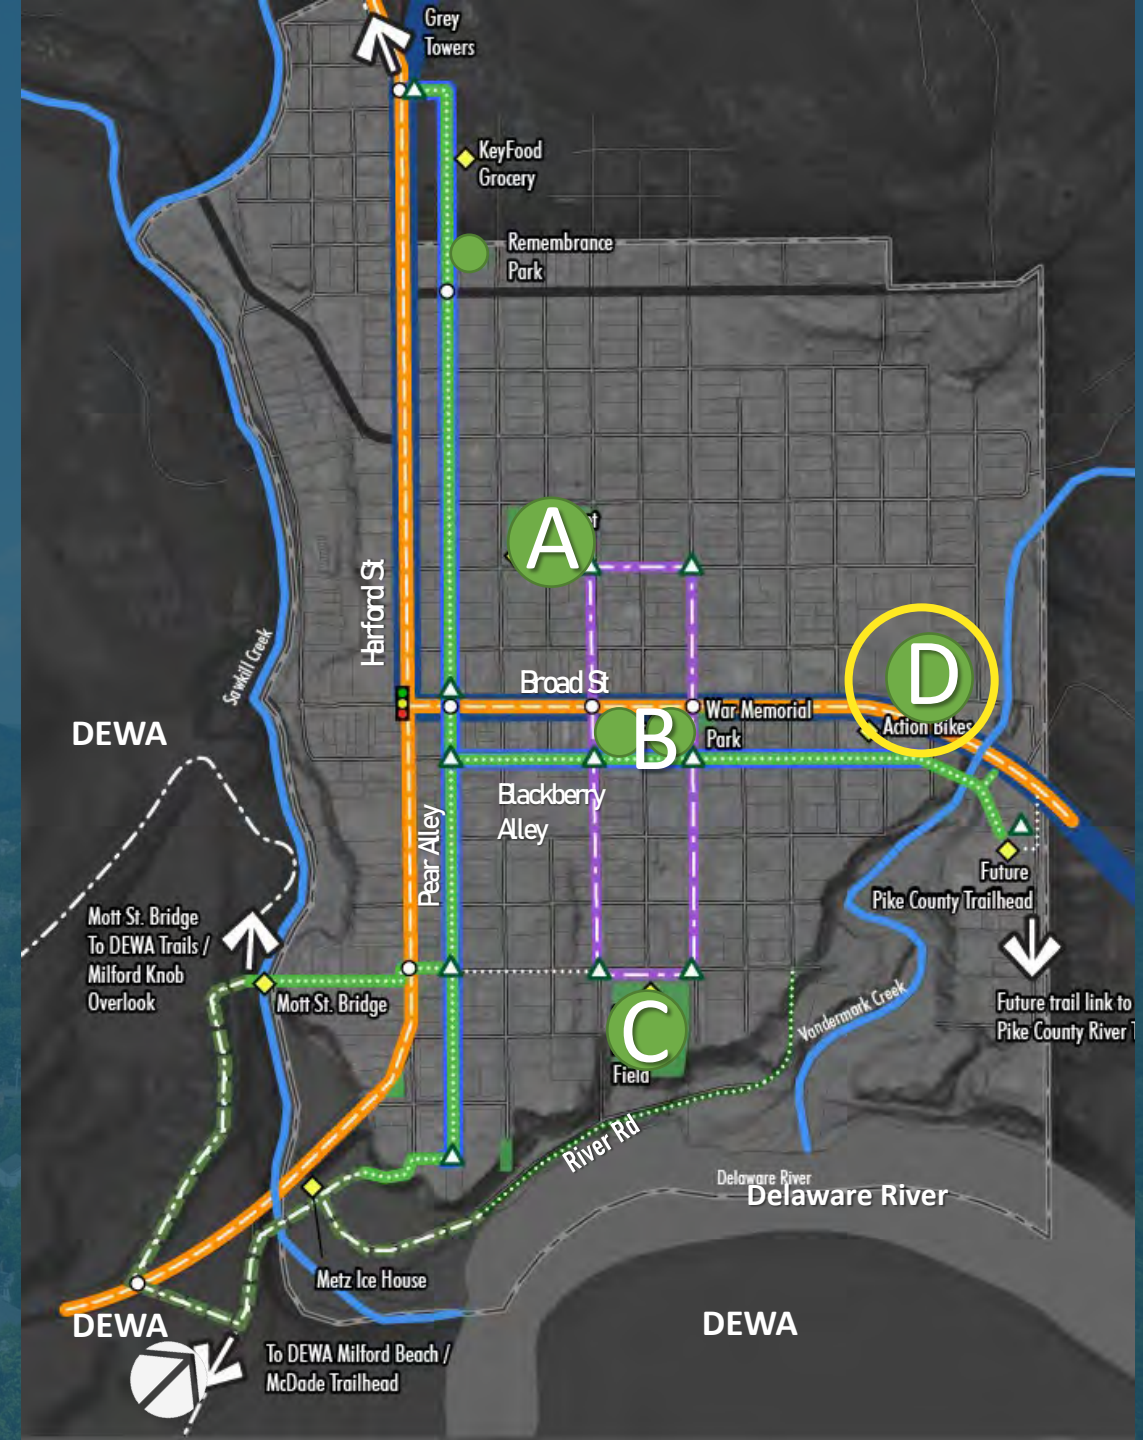 Grey
Towers
KeyFood
Grocery
Remembrance
Park
A
Harford St
Sawkill Creek
Broad St
D
War Memorial
Park
B
Action Bikes
DEWA
Blackberry
Alley
Pear Alley
Future
Pike County Trailhead
Mott St. Bridge
To DEWA Trails /
Milford Knob
Overlook
Mott St. Bridge
Vandermark Creek
Future trail link to
Pike County River
C
Field
River Rd
Delaware River
Delaware River
Metz Ice House
DEWA
DEWA
To DEWA Milford Beach /
McDade Trailhead